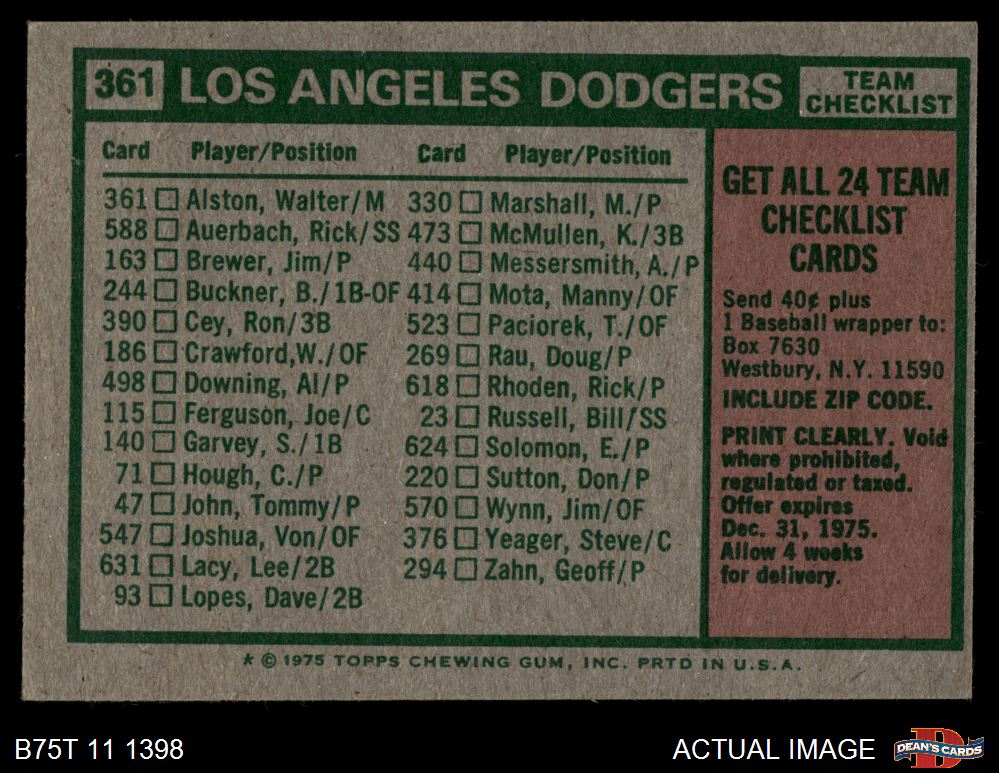 361 LOS ANGELES DODGERS TEAM CHECKLIST
Card Player/Position Card Player/Position
361 Alston, Walter/M
588 Auerbach, Rick/SS
163 Brewer, Jim/P
244 Buckner, B./1B-OF
390 Cey, Ron/3B
186 Crawford,W./OF
498 Downing, Al/P
115 Ferguson, Joe/C
140 Garvey, S./1B
71 Hough, C./P
47 John, Tommy/P
547 Joshua, Von/OF
631 Lacy, Lee/2B
93 Lopes, Dave/2B
330 Marshall, M./P
473 McMullen, K./3B
440 Messersmith, A./P
414 Mota, Manny/OF
523 Paciorek, T./OF
269 Rau, Doug/P
618 Rhoden, Rick/P
23 Russell, Bill/SS
624 Solomon, E./P
220 Sutton, Don/P
570 Wynn, Jim/OF
376 Yeager, Steve/C
294 Zahn, Geoff/P
GET ALL 24 TEAM
CHECKLIST
CARDS
Send 40¢ plus
1 Baseball wrapper to:
Box 7630
Westbury, N.Y. 11590
INCLUDE ZIP CODE.
PRINT CLEARLY. Void
where prohibited,
regulated or taxed.
Offer expires
Dec. 31, 1975.
Allow 4 weeks
for delivery.
* © 1975 TOPPS CHEWING GUM, INC. PRTD IN U.S.A.
B75T 11 1398
ACTUAL IMAGE
D
DEAN'S CARDS